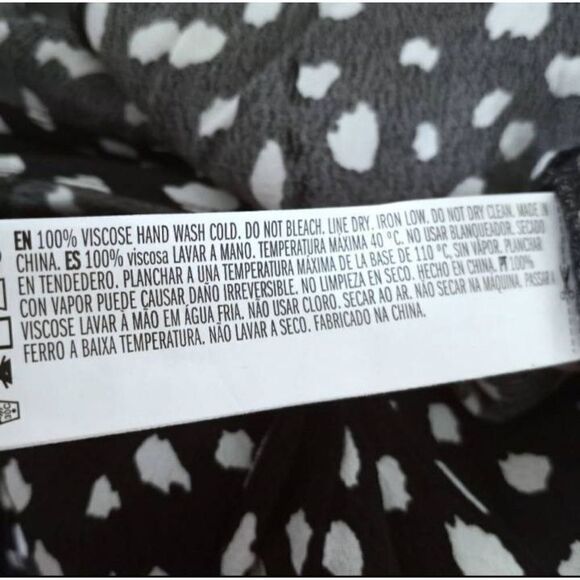 EN 100% VISCOSE HAND WASH COLD. DO NOT BLEACH. LINE DRY. IRON LOW. DO NOT DRY CLEAN. MADE IN
CHINA. ES 100% viscosa LAVAR A MANO. TEMPERATURA MÁXIMA 40 °C. NO USAR BLANQUEADOR. SECADO
EN TENDEDERO. PLANCHAR A UNA TEMPERATURA MÁXIMA DE LA BASE DE 110 °C, SIN VAPOR. PLANCHAR
CON VAPOR PUEDE CAUSAR DAÑO IRREVERSIBLE. NO LIMPIEZA EN SECO. HECHO EN CHINA. PT 100%
VISCOSE LAVAR À MÃO EM ÁGUA FRIA. NÃO USAR CLORO. SECAR AO AR. NÃO SECAR NA MÁQUINA. PASSAR A
FERRO A BAIXA TEMPERATURA. NÃO LAVAR A SECO. FABRICADO NA CHINA.